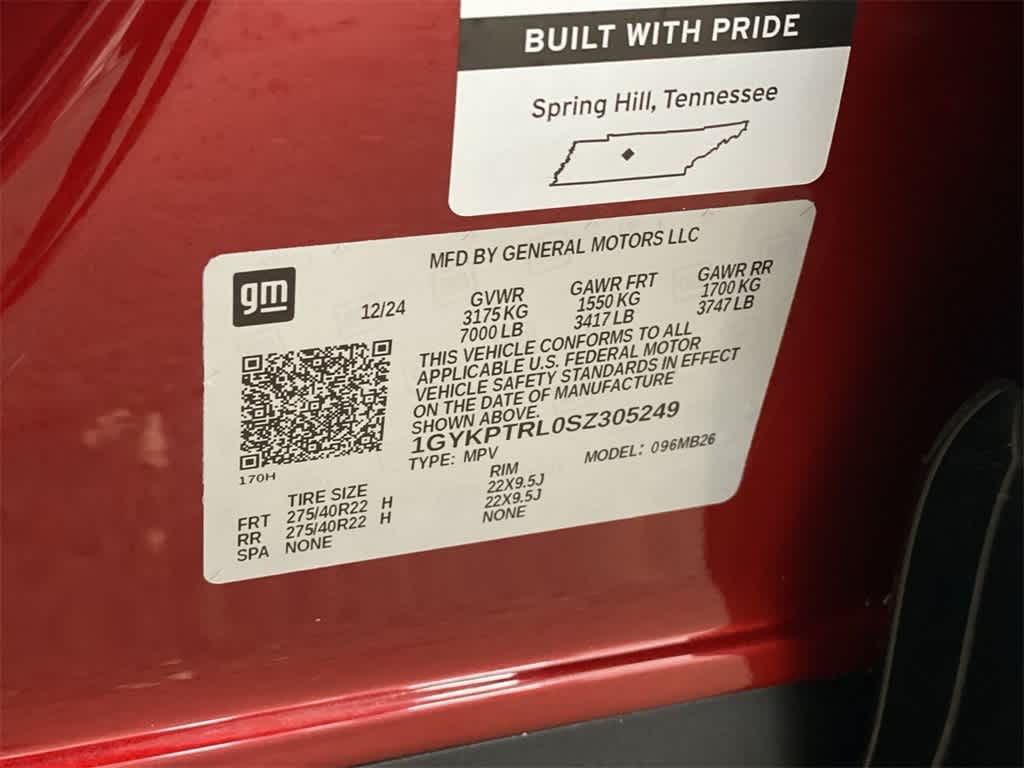 BUILT WITH PRIDE
Spring Hill, Tennessee
gm
MFD BY GENERAL MOTORS LLC
12/24
GVWR
3175 KG
7000 LB
GAWR FRT
1550 KG
3417 LB
GAWR RR
1700 KG
3747 LB
THIS VEHICLE CONFORMS TO ALL
APPLICABLE U.S. FEDERAL MOTOR
VEHICLE SAFETY STANDARDS IN EFFECT
ON THE DATE OF MANUFACTURE
SHOWN ABOVE.
1GYKPTRL0SZ305249
TYPE: MPV MODEL: 096MB26
170H
TIRE SIZE RIM
FRT 275/40R22 H 22X9.5J
RR 275/40R22 H 22X9.5J
SPA NONE NONE